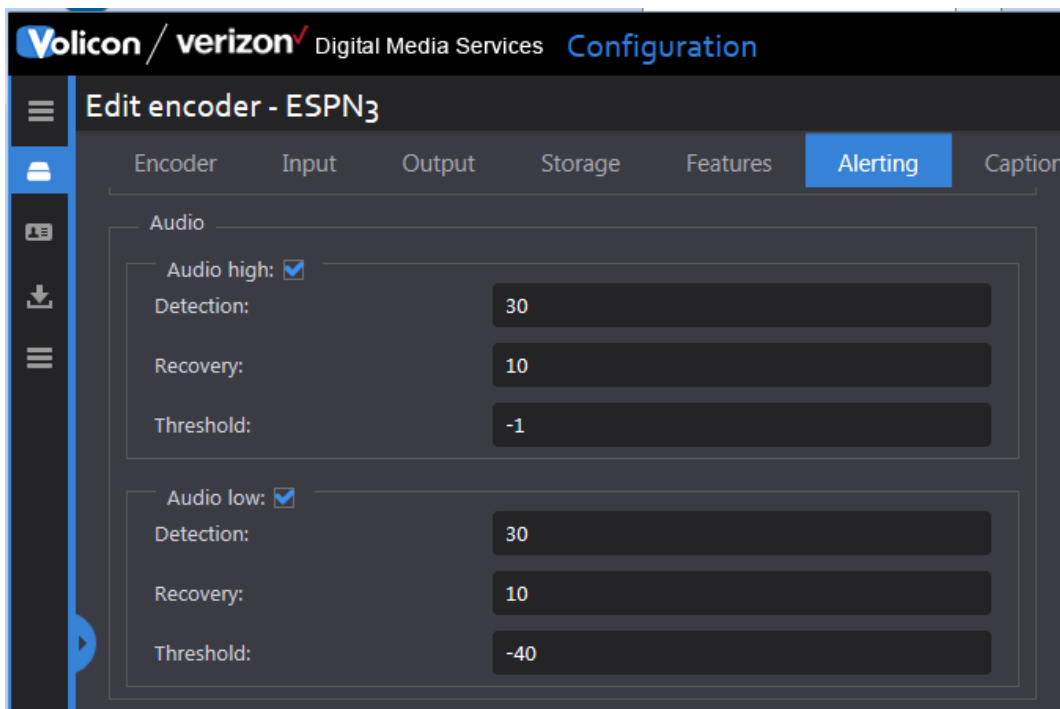 Volicon / verizon✓ Digital Media Services Configuration
Edit encoder - ESPN3
Encoder Input Output Storage Features Alerting Caption
Audio
Audio high:
Detection: 30
Recovery: 10
Threshold: -1
Audio low:
Detection: 30
Recovery: 10
Threshold: -40